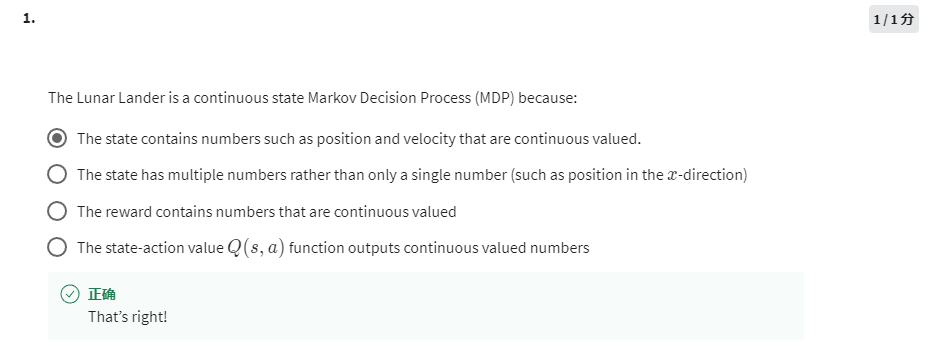 1.
1 / 1 分
The Lunar Lander is a continuous state Markov Decision Process (MDP) because:
The state contains numbers such as position and velocity that are continuous valued.
The state has multiple numbers rather than only a single number (such as position in the x-direction)
The reward contains numbers that are continuous valued
The state-action value Q(s, a) function outputs continuous valued numbers
正确
That's right!